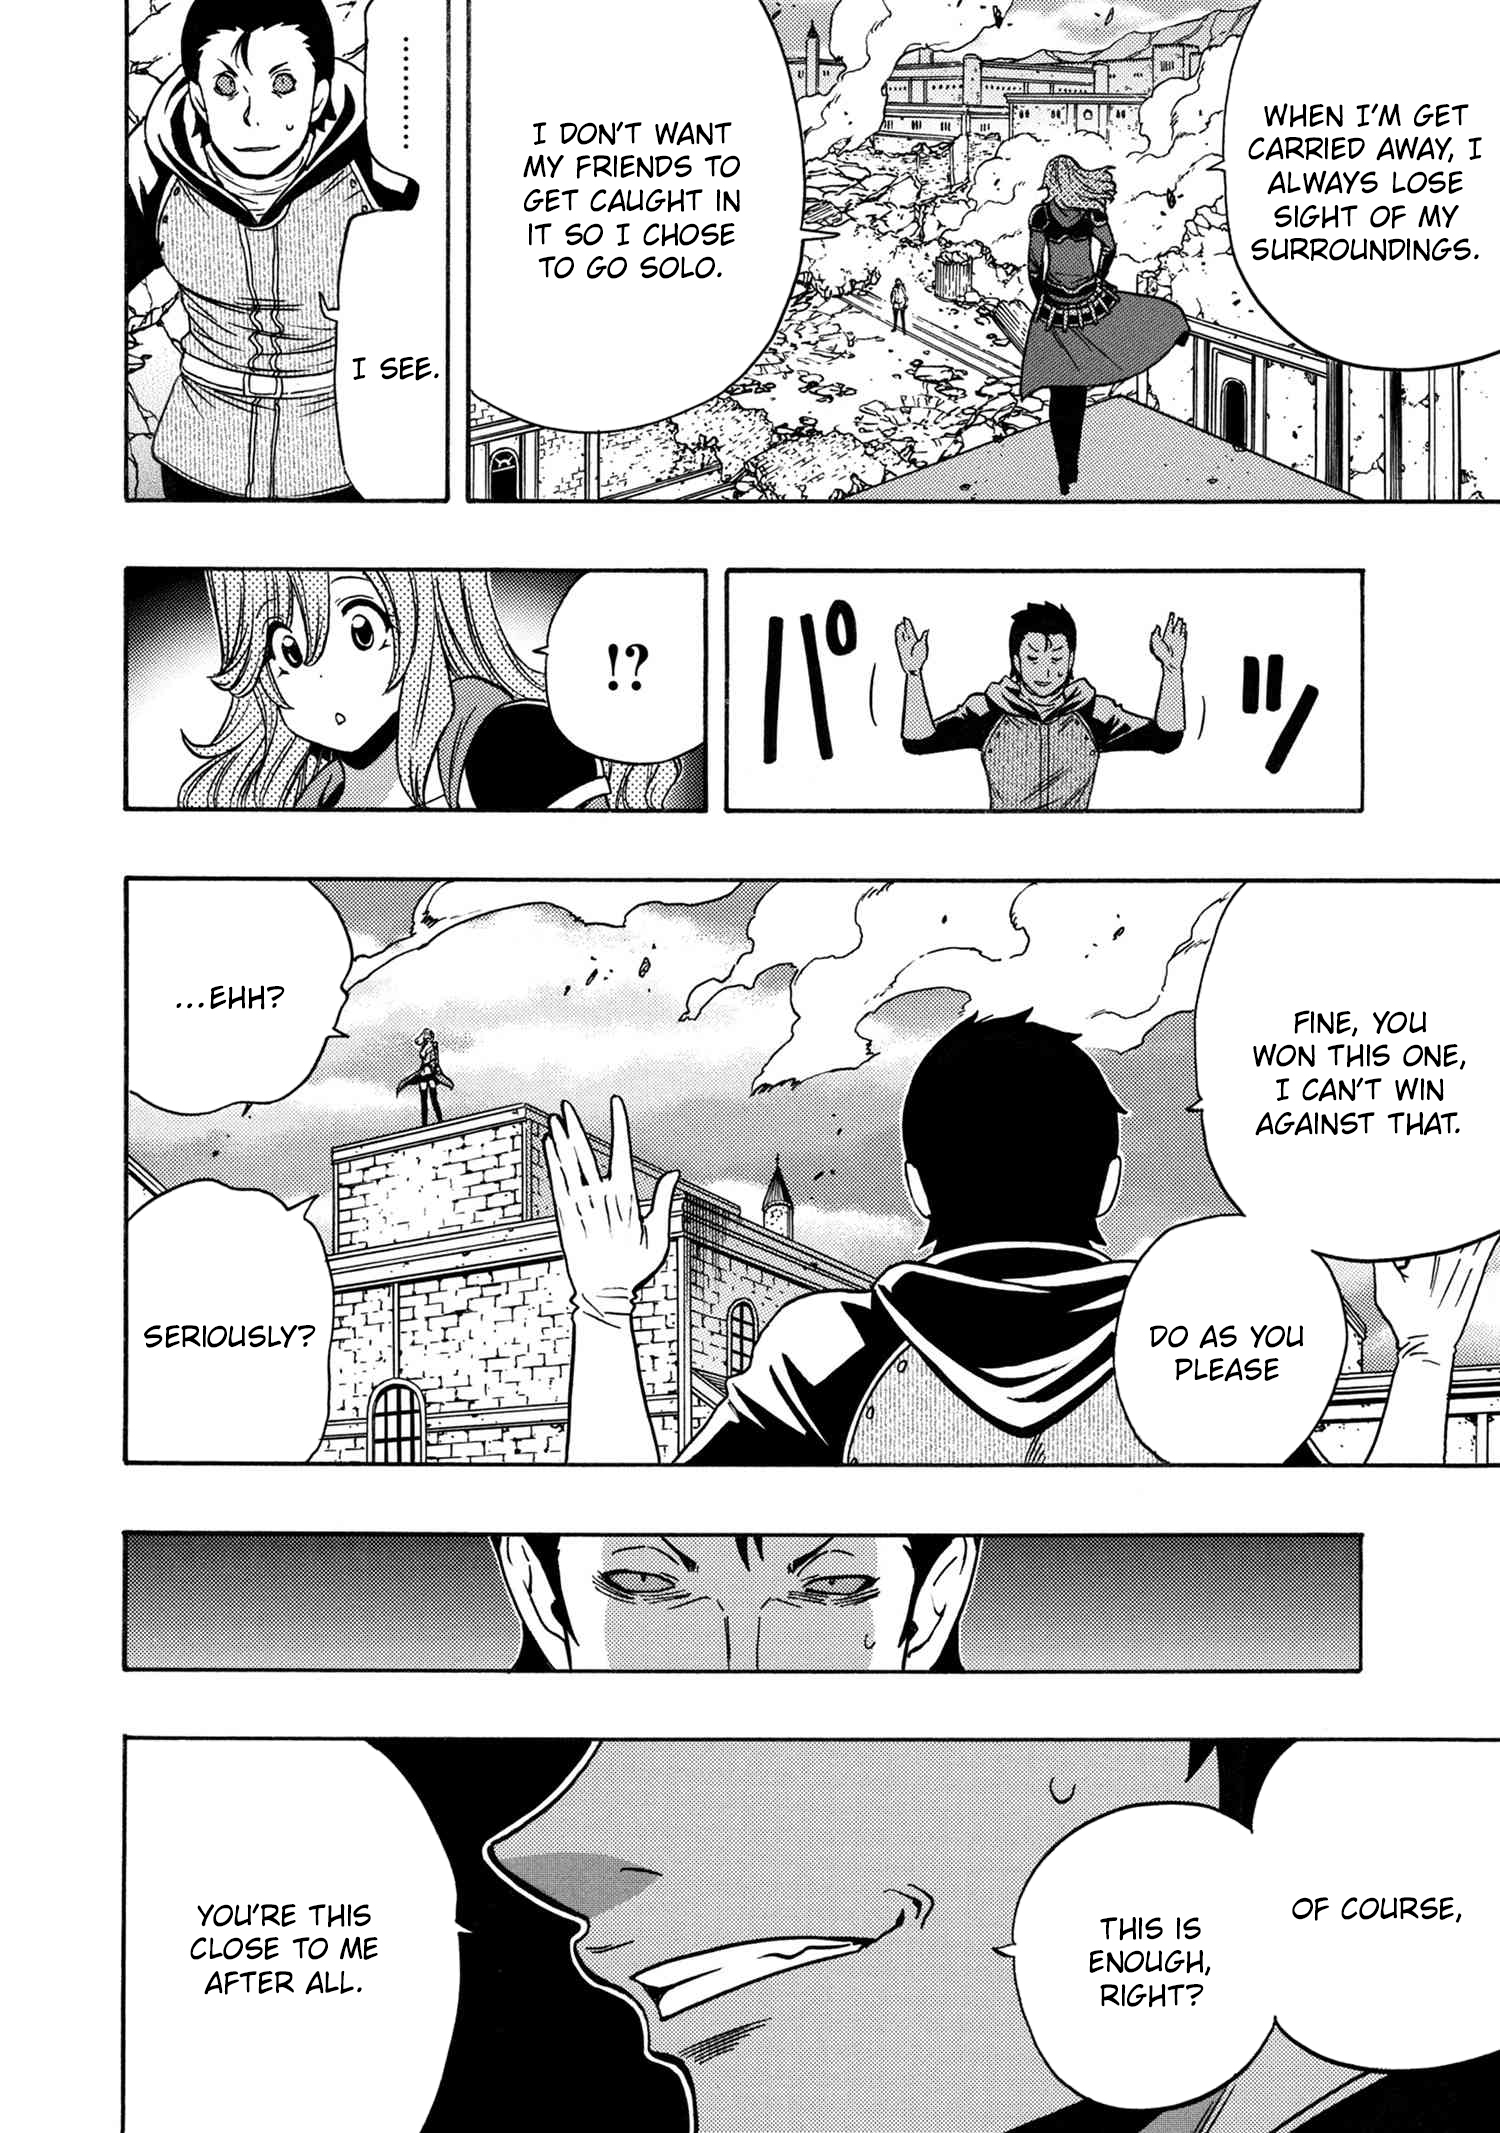 WHEN I'M GET
CARRIED AWAY, I
ALWAYS LOSE
SIGHT OF MY
SURROUNDINGS.
I DON'T WANT
MY FRIENDS TO
GET CAUGHT IN
IT SO I CHOSE
TO GO SOLO.
.........
I SEE.
パッ
!?
FINE, YOU
WON THIS ONE,
I CAN'T WIN
AGAINST THAT.
DO AS YOU
PLEASE
...EHH?
SERIOUSLY?
OF COURSE,
THIS IS
ENOUGH,
RIGHT?
YOU'RE THIS
CLOSE TO ME
AFTER ALL.